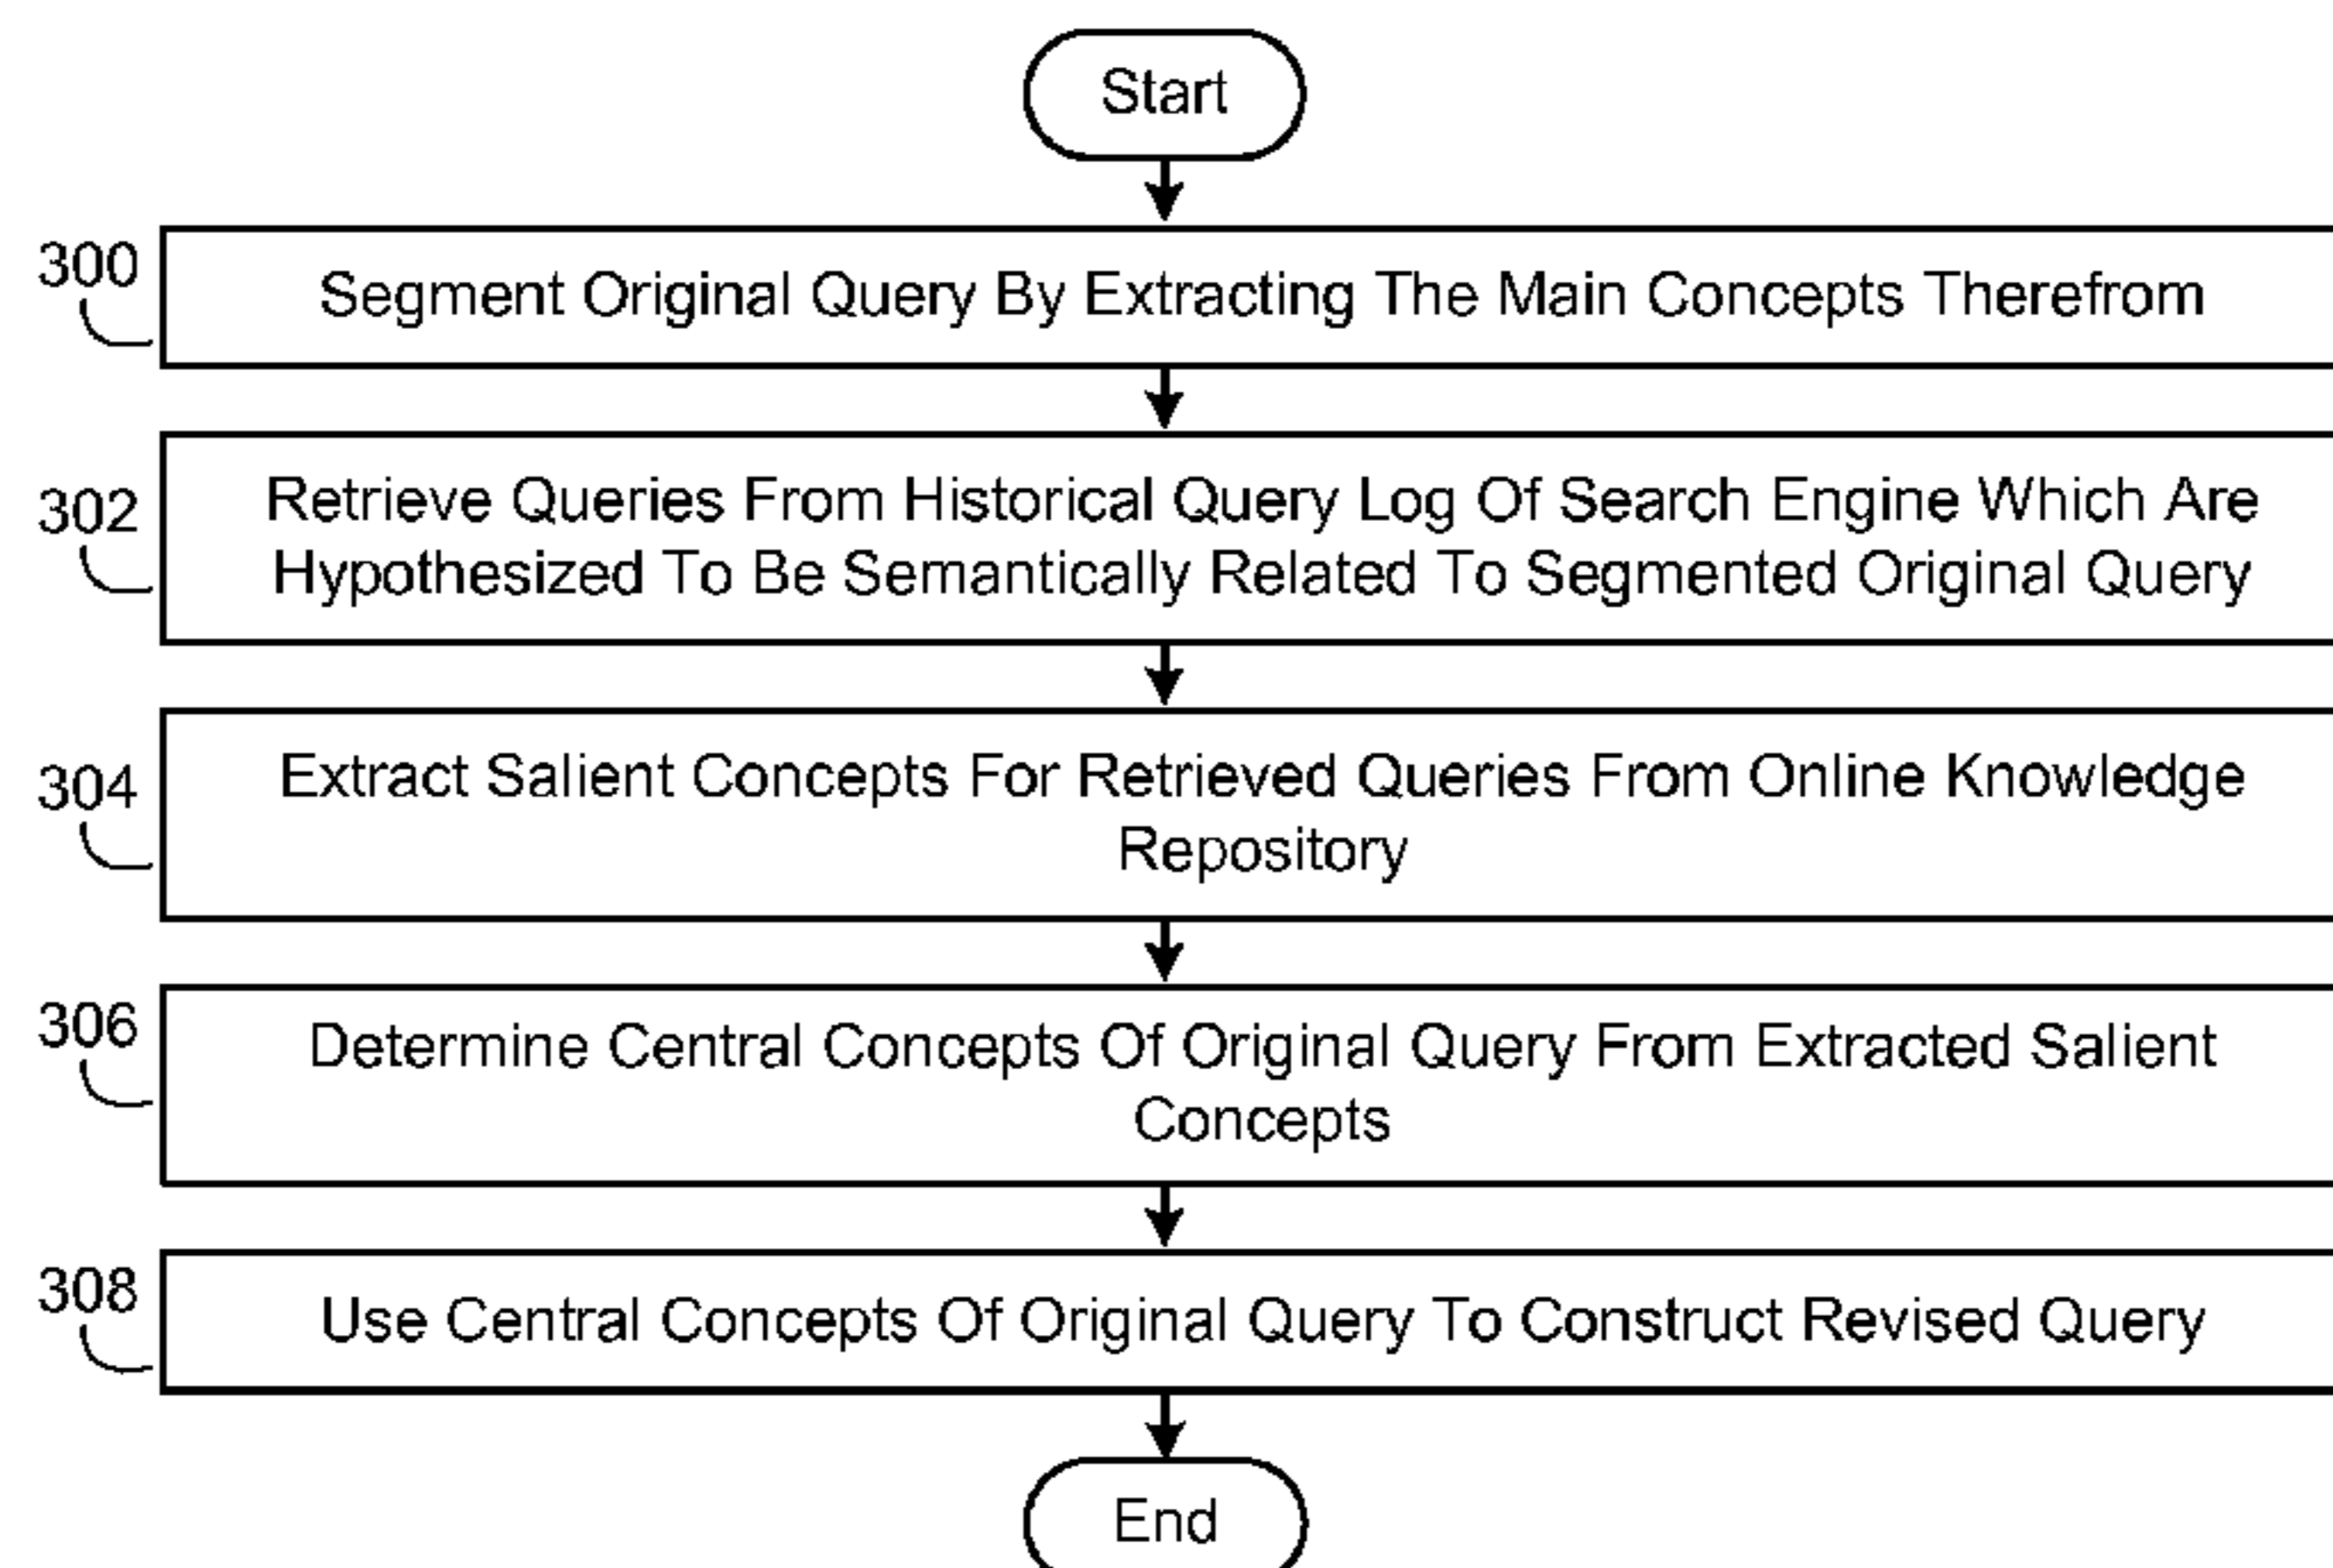 Start
300
Segment Original Query By Extracting The Main Concepts Therefrom
302
Retrieve Queries From Historical Query Log Of Search Engine Which Are
Hypothesized To Be Semantically Related To Segmented Original Query
304
Extract Salient Concepts For Retrieved Queries From Online Knowledge
Repository
306
Determine Central Concepts Of Original Query From Extracted Salient
Concepts
308
Use Central Concepts Of Original Query To Construct Revised Query
End